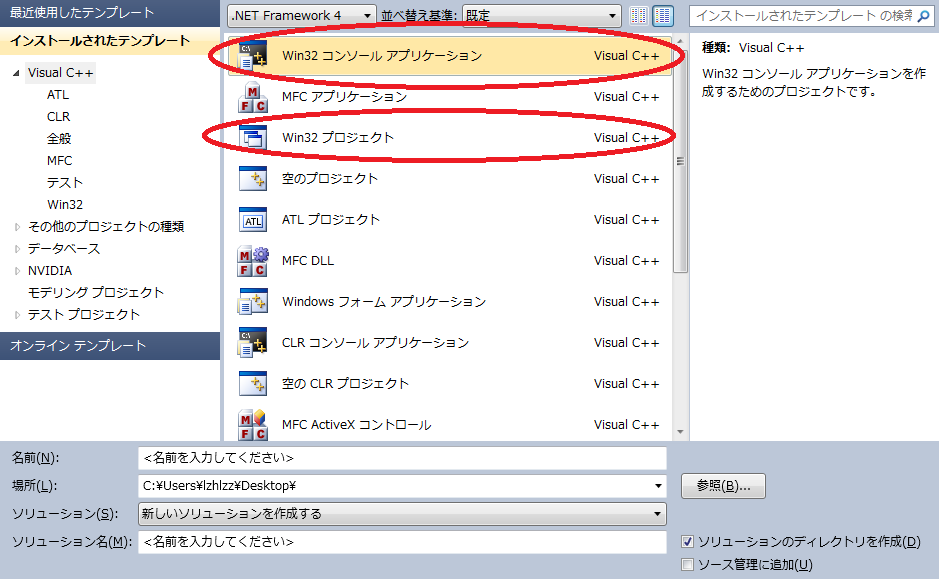 最近使用したテンプレート
インストールされたテンプレート
Visual C++
ATL
CLR
全般
MFC
テスト
Win32
その他のプロジェクトの種類
データベース
NVIDIA
モデリング プロジェクト
テスト プロジェクト
オンライン テンプレート
.NET Framework 4 並べ替え基準: 既定
Win32 コンソール アプリケーション Visual C++
MFC アプリケーション Visual C++
Win32 プロジェクト Visual C++
空のプロジェクト Visual C++
ATL プロジェクト Visual C++
MFC DLL Visual C++
Windows フォーム アプリケーション Visual C++
CLR コンソール アプリケーション Visual C++
空の CLR プロジェクト Visual C++
MFC ActiveX コントロール Visual C++
インストールされたテンプレート の検索
種類: Visual C++
Win32 コンソール アプリケーションを作
成するためのプロジェクトです。
名前(N): <名前を入力してください>
場所(L): C:¥Users¥lzhlzz¥Desktop¥ 参照(B)...
ソリューション(S): 新しいソリューションを作成する
ソリューション名(M): <名前を入力してください> ソリューションのディレクトリを作成(D)
ソース管理に追加(U)